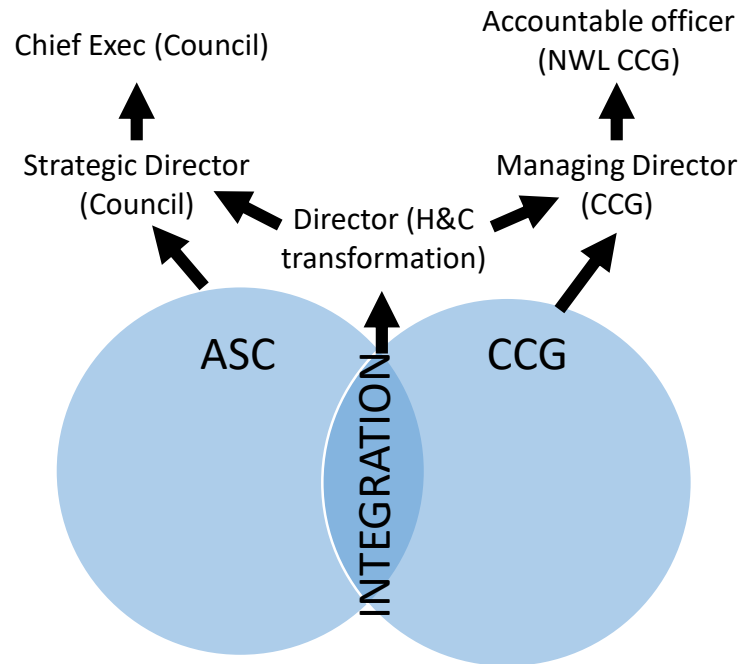 Chief Exec (Council)
Accountable officer
(NWL CCG)
Strategic Director
(Council)
Managing Director
(CCG)
Director (H&C
transformation)
ASC
CCG
INTEGRATION